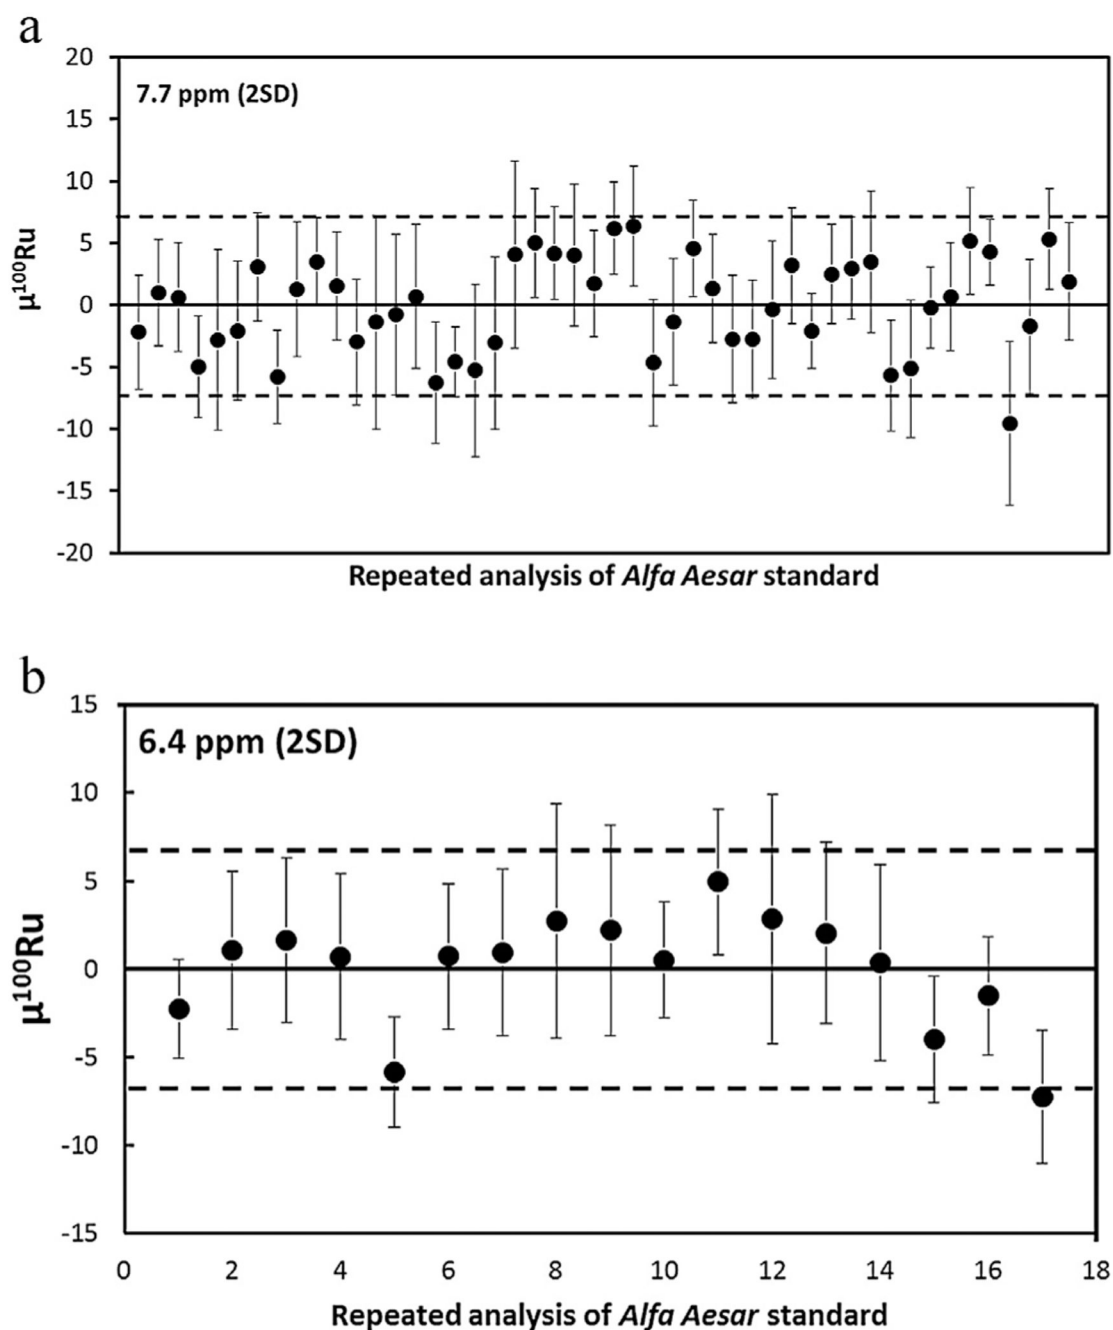 a
20
7.7 ppm (2SD)
15
10
5
0
-5
-10
-15
-20
μ¹⁰⁰Ru
Repeated analysis of Alfa Aesar standard
b
15
6.4 ppm (2SD)
10
5
0
-5
-10
-15
μ¹⁰⁰Ru
0 2 4 6 8 10 12 14 16 18
Repeated analysis of Alfa Aesar standard